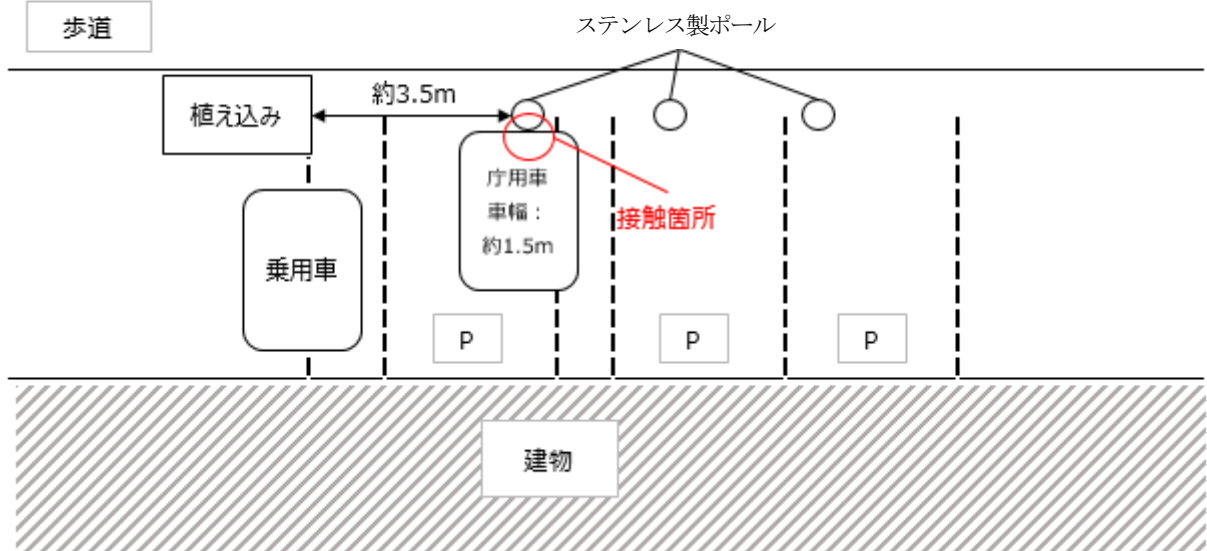 歩道
ステンレス製ポール
植え込み
約3.5m
庁用車
車幅：
約1.5m
接触箇所
乗用車
P
P
P
建物